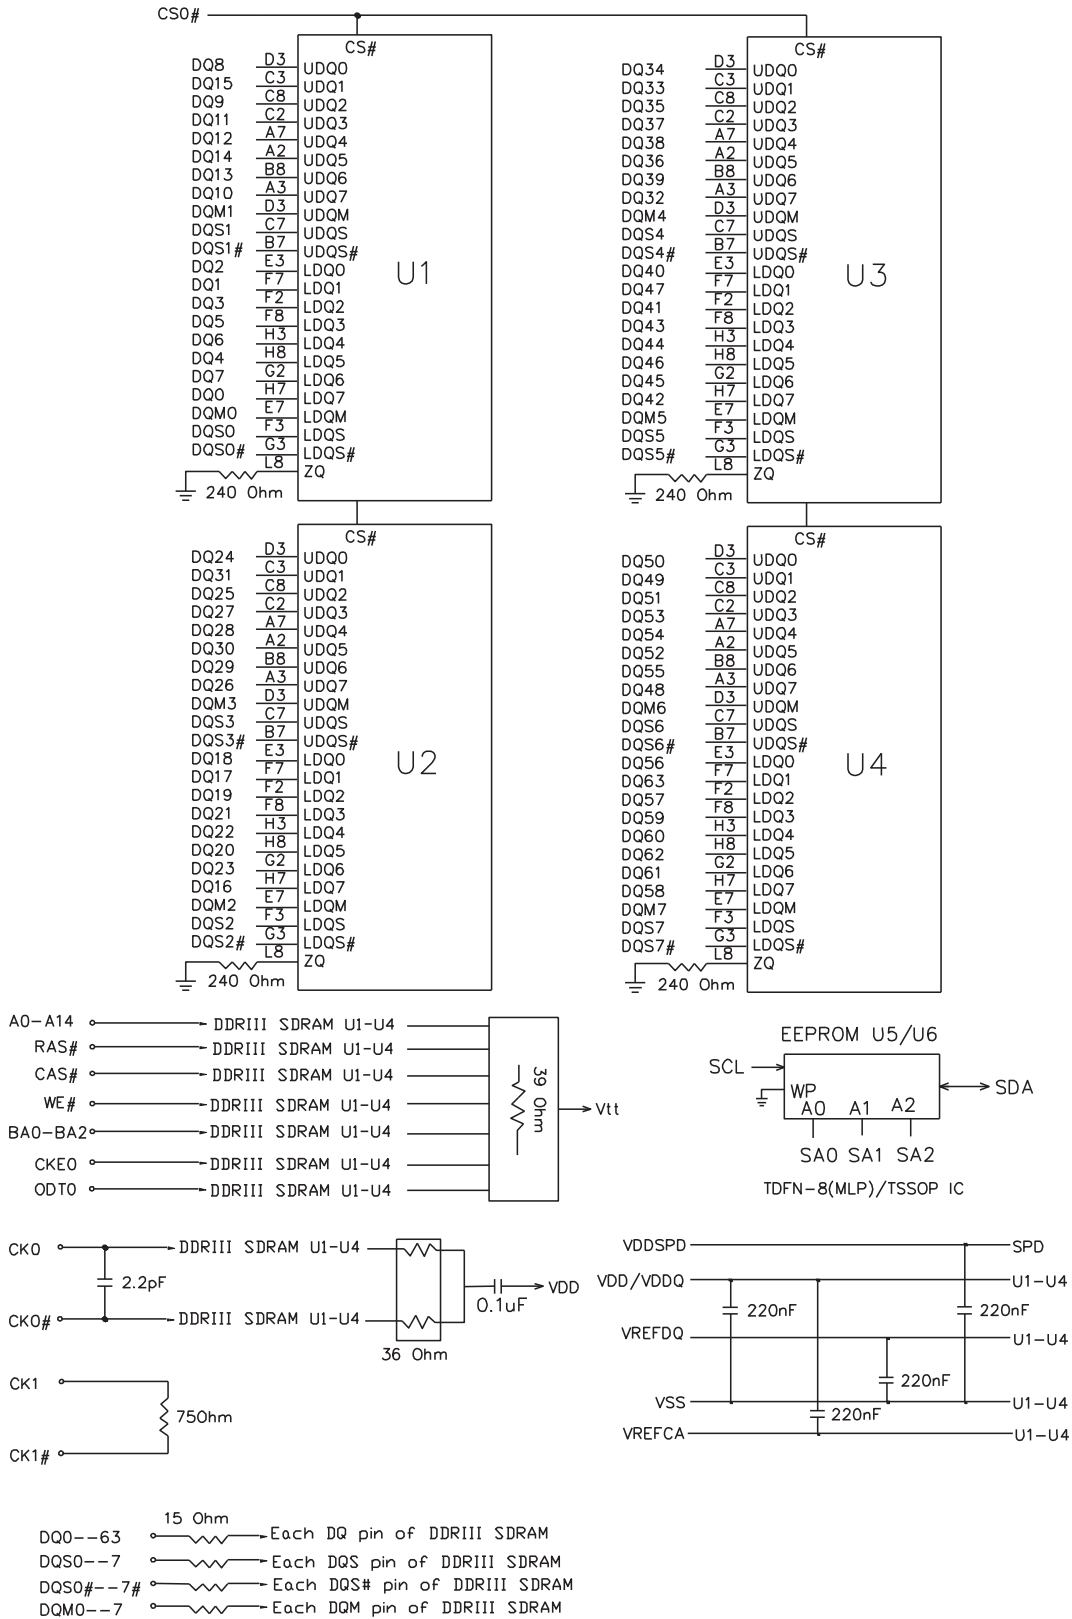 CS0#
CS#
DQ8 D3 UDQ0
DQ15 C3 UDQ1
DQ9 C8 UDQ2
DQ11 C2 UDQ3
DQ12 A7 UDQ4
DQ14 A2 UDQ5
DQ13 B8 UDQ6
DQ10 A3 UDQ7
DQM1 D3 UDQM
DQS1 C7 UDQS
DQS1# B7 UDQS#
DQ2 E3 LDQ0
DQ1 F7 LDQ1
DQ3 F2 LDQ2
DQ5 F8 LDQ3
DQ6 H3 LDQ4
DQ4 H8 LDQ5
DQ7 G2 LDQ6
DQ0 H7 LDQ7
DQM0 E7 LDQM
DQS0 F3 LDQS
DQS0# G3 LDQS#
L8 ZQ
240 Ohm
U1
CS#
DQ34 D3 UDQ0
DQ33 C3 UDQ1
DQ35 C8 UDQ2
DQ37 C2 UDQ3
DQ38 A7 UDQ4
DQ36 A2 UDQ5
DQ39 B8 UDQ6
DQ32 A3 UDQ7
DQM4 D3 UDQM
DQS4 C7 UDQS
DQS4# B7 UDQS#
DQ40 E3 LDQ0
DQ47 F7 LDQ1
DQ41 F2 LDQ2
DQ43 F8 LDQ3
DQ44 H3 LDQ4
DQ46 H8 LDQ5
DQ45 G2 LDQ6
DQ42 H7 LDQ7
DQM5 E7 LDQM
DQS5 F3 LDQS
DQS5# G3 LDQS#
L8 ZQ
240 Ohm
U3
CS#
DQ24 D3 UDQ0
DQ31 C3 UDQ1
DQ25 C8 UDQ2
DQ27 C2 UDQ3
DQ28 A7 UDQ4
DQ30 A2 UDQ5
DQ29 B8 UDQ6
DQ26 A3 UDQ7
DQM3 D3 UDQM
DQS3 C7 UDQS
DQS3# B7 UDQS#
DQ18 E3 LDQ0
DQ17 F7 LDQ1
DQ19 F2 LDQ2
DQ21 F8 LDQ3
DQ22 H3 LDQ4
DQ20 H8 LDQ5
DQ23 G2 LDQ6
DQ16 H7 LDQ7
DQM2 E7 LDQM
DQS2 F3 LDQS
DQS2# G3 LDQS#
L8 ZQ
240 Ohm
U2
CS#
DQ50 D3 UDQ0
DQ49 C3 UDQ1
DQ51 C8 UDQ2
DQ53 C2 UDQ3
DQ54 A7 UDQ4
DQ52 A2 UDQ5
DQ55 B8 UDQ6
DQ48 A3 UDQ7
DQM6 D3 UDQM
DQS6 C7 UDQS
DQS6# B7 UDQS#
DQ56 E3 LDQ0
DQ63 F7 LDQ1
DQ57 F2 LDQ2
DQ59 F8 LDQ3
DQ60 H3 LDQ4
DQ62 H8 LDQ5
DQ61 G2 LDQ6
DQ58 H7 LDQ7
DQM7 E7 LDQM
DQS7 F3 LDQS
DQS7# G3 LDQS#
L8 ZQ
240 Ohm
U4
A0-A14 DDRIII SDRAM U1-U4
RAS# DDRIII SDRAM U1-U4
CAS# DDRIII SDRAM U1-U4
WE# DDRIII SDRAM U1-U4
BA0-BA2 DDRIII SDRAM U1-U4
CKE0 DDRIII SDRAM U1-U4
ODT0 DDRIII SDRAM U1-U4
39 Ohm
Vtt
EEPROM U5/U6
SCL
WP
SDA
A0 A1 A2
SA0 SA1 SA2
TDFN-8(MLP)/TSSOP IC
CK0 DDRIII SDRAM U1-U4
2.2pF
VDD
0.1uF
CK0# DDRIII SDRAM U1-U4
36 Ohm
CK1
75Ohm
CK1#
VDDSPD SPD
VDD/VDDQ U1-U4
220nF 220nF
VREFDQ U1-U4
220nF
VSS U1-U4
220nF
VREFCA U1-U4
15 Ohm
DQ0--63 Each DQ pin of DDRIII SDRAM
DQS0--7 Each DQS pin of DDRIII SDRAM
DQS0#--7# Each DQS# pin of DDRIII SDRAM
DQM0--7 Each DQM pin of DDRIII SDRAM